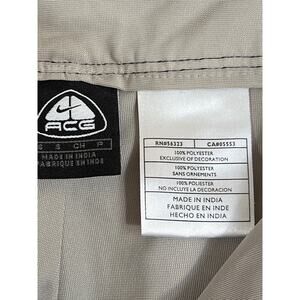 ACG
S S CH P
MADE IN INDIA
FABRIQUE EN INDE
RN#56323 CA#05553
100% POLYESTER
EXCLUSIVE OF DECORATION
100% POLYESTER
SANS ORNEMENTS
100% POLIESTER
NO INCLUYE LA DECORACION
MADE IN INDIA
FABRIQUE EN INDE
HECHO EN INDIA